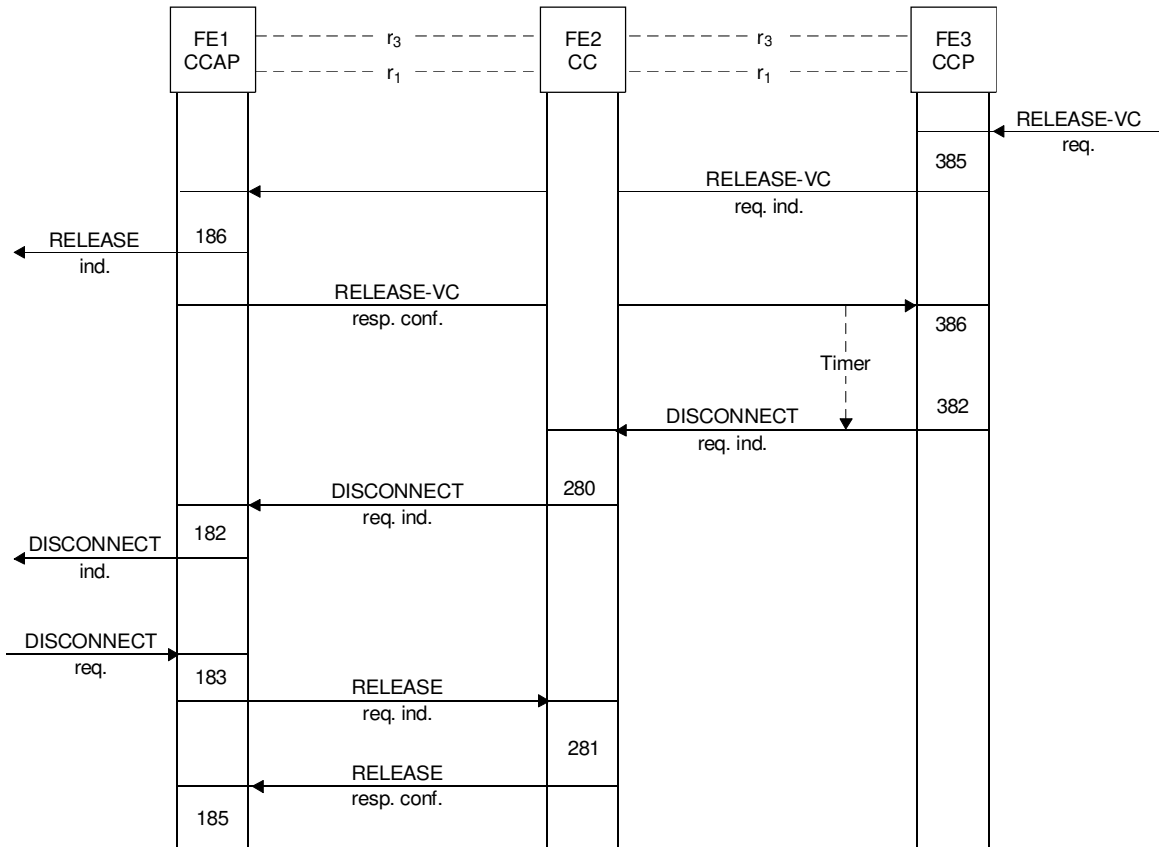 FE1
CCAP
r3
r1
FE2
CC
r3
r1
FE3
CCP
RELEASE-VC
req.
385
RELEASE-VC
req. ind.
186
RELEASE
ind.
RELEASE-VC
resp. conf.
386
Timer
382
DISCONNECT
req. ind.
280
DISCONNECT
req. ind.
182
DISCONNECT
ind.
DISCONNECT
req.
183
RELEASE
req. ind.
281
RELEASE
resp. conf.
185